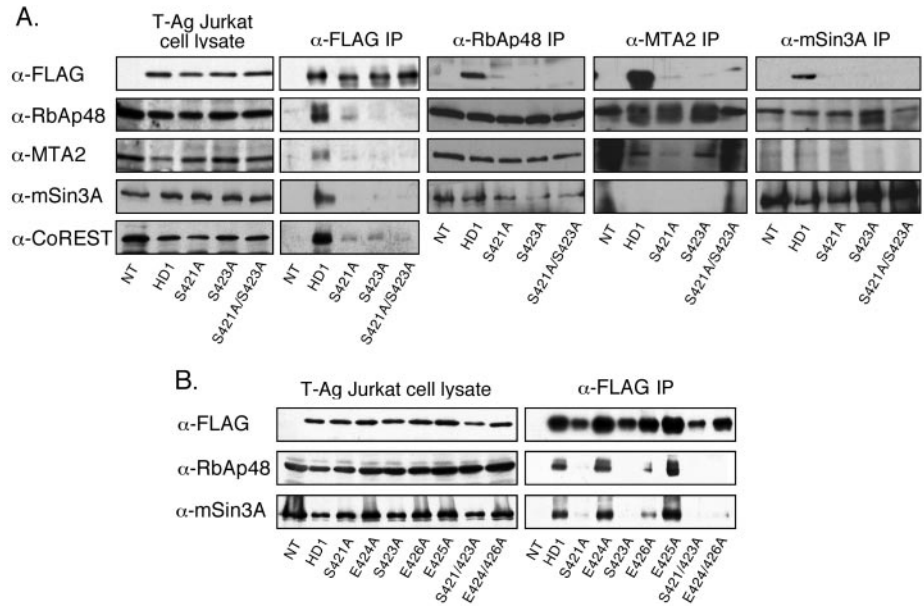 A.
T-Ag Jurkat
cell lysate
α-FLAG IP
α-RbAp48 IP
α-MTA2 IP
α-mSin3A IP
α-FLAG
α-RbAp48
α-MTA2
α-mSin3A
α-CoREST
NT HD1 S421A S423A S421A/S423A
NT HD1 S421A S423A S421A/S423A
NT HD1 S421A S423A S421A/S423A
NT HD1 S421A S423A S421A/S423A
NT HD1 S421A S423A S421A/S423A
B.
T-Ag Jurkat cell lysate
α-FLAG IP
α-FLAG
α-RbAp48
α-mSin3A
NT HD1 S421A E424A S423A E426A E425A S421/423A E424/426A
NT HD1 S421A E424A S423A E426A E425A S421/423A E424/426A